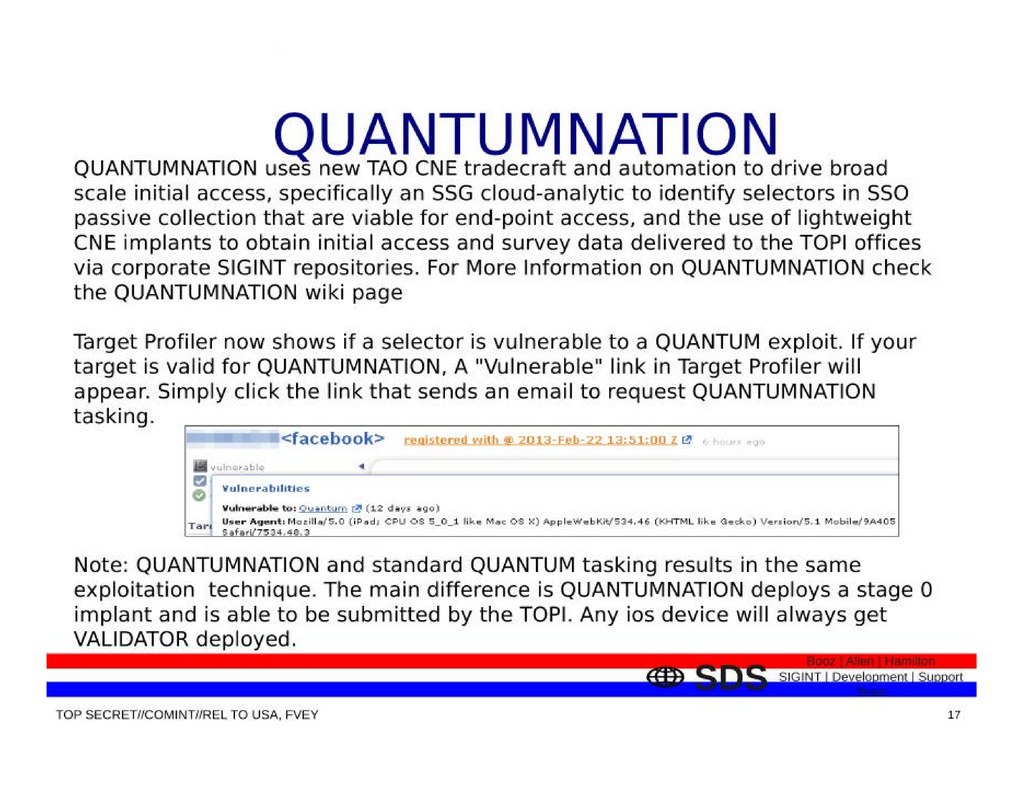 QUANTUMNATION
QUANTUMNATION uses new TAO CNE tradecraft and automation to drive broad
scale initial access, specifically an SSG cloud-analytic to identify selectors in SSO
passive collection that are viable for end-point access, and the use of lightweight
CNE implants to obtain initial access and survey data delivered to the TOPI offices
via corporate SIGINT repositories. For More Information on QUANTUMNATION check
the QUANTUMNATION wiki page
Target Profiler now shows if a selector is vulnerable to a QUANTUM exploit. If your
target is valid for QUANTUMNATION, A "Vulnerable" link in Target Profiler will
appear. Simply click the link that sends an email to request QUANTUMNATION
tasking.
<facebook> registered with @ 2013-Feb-22 13:51:00 Z 6 hours ago
vulnerable
Vulnerabilities
Vulnerable to: Quantum (12 days ago)
User Agent: Mozilla/5.0 (iPad; CPU OS 5_0_1 like Mac OS X) AppleWebKit/534.46 (KHTML like Gecko) Version/5.1 Mobile/9A405
Safari/7534.48.3
Note: QUANTUMNATION and standard QUANTUM tasking results in the same
exploitation  technique. The main difference is QUANTUMNATION deploys a stage 0
implant and is able to be submitted by the TOPI. Any ios device will always get
VALIDATOR deployed.
SDS
Booz | Allen | Hamilton
SIGINT | Development | Support
TOP SECRET//COMINT//REL TO USA, FVEY
17